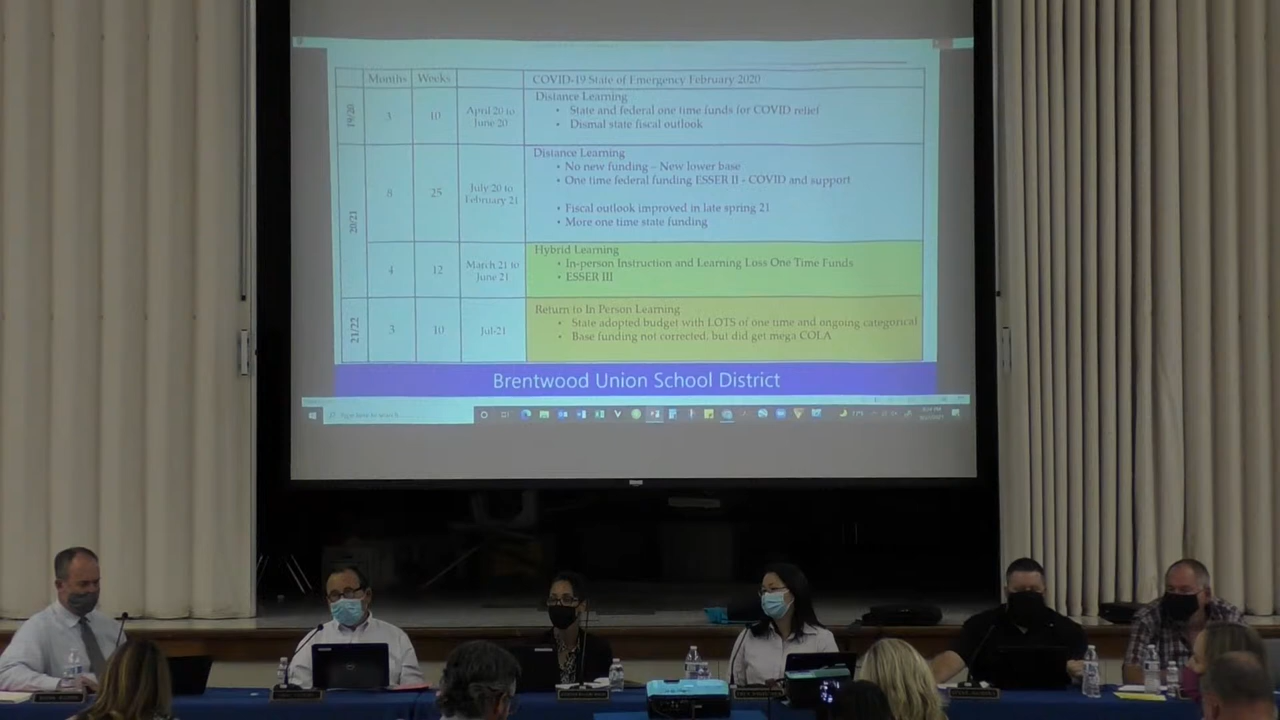 Months Weeks COVID-19 State of Emergency February 2020
19/20 3 10 April 20 to June 20
Distance Learning
• State and federal one time funds for COVID relief
• Dismal state fiscal outlook
20/21 8 25 July 20 to February 21
Distance Learning
• No new funding – New lower base
• One time federal funding ESSER II - COVID and support
• Fiscal outlook improved in late spring 21
• More one time state funding
4 12 March 21 to June 21
Hybrid Learning
• In-person Instruction and Learning Loss One Time Funds
• ESSER III
21/22 3 10 Jul-21
Return to In Person Learning
• State adopted budget with LOTS of one time and ongoing categorical
• Base funding not corrected, but did get mega COLA
Brentwood Union School District
Type here to search